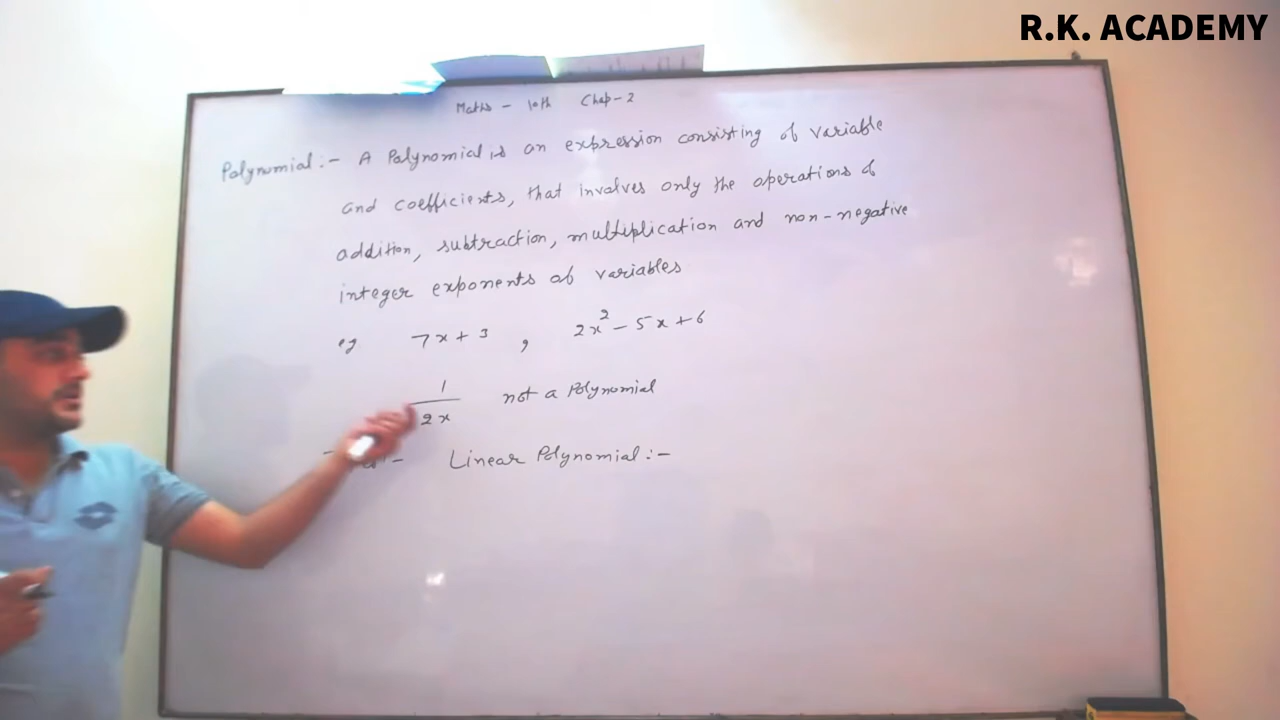 R.K. ACADEMY
Maths - 10th Chap-2
Polynomial :- A Polynomial is an expression consisting of variable
and coefficients, that involves only the operations of
addition, subtraction, multiplication and non-negative
integer exponents of variables
eg 7x+3 , 2x² - 5x + 6
1/2x not a Polynomial
Linear Polynomial :-